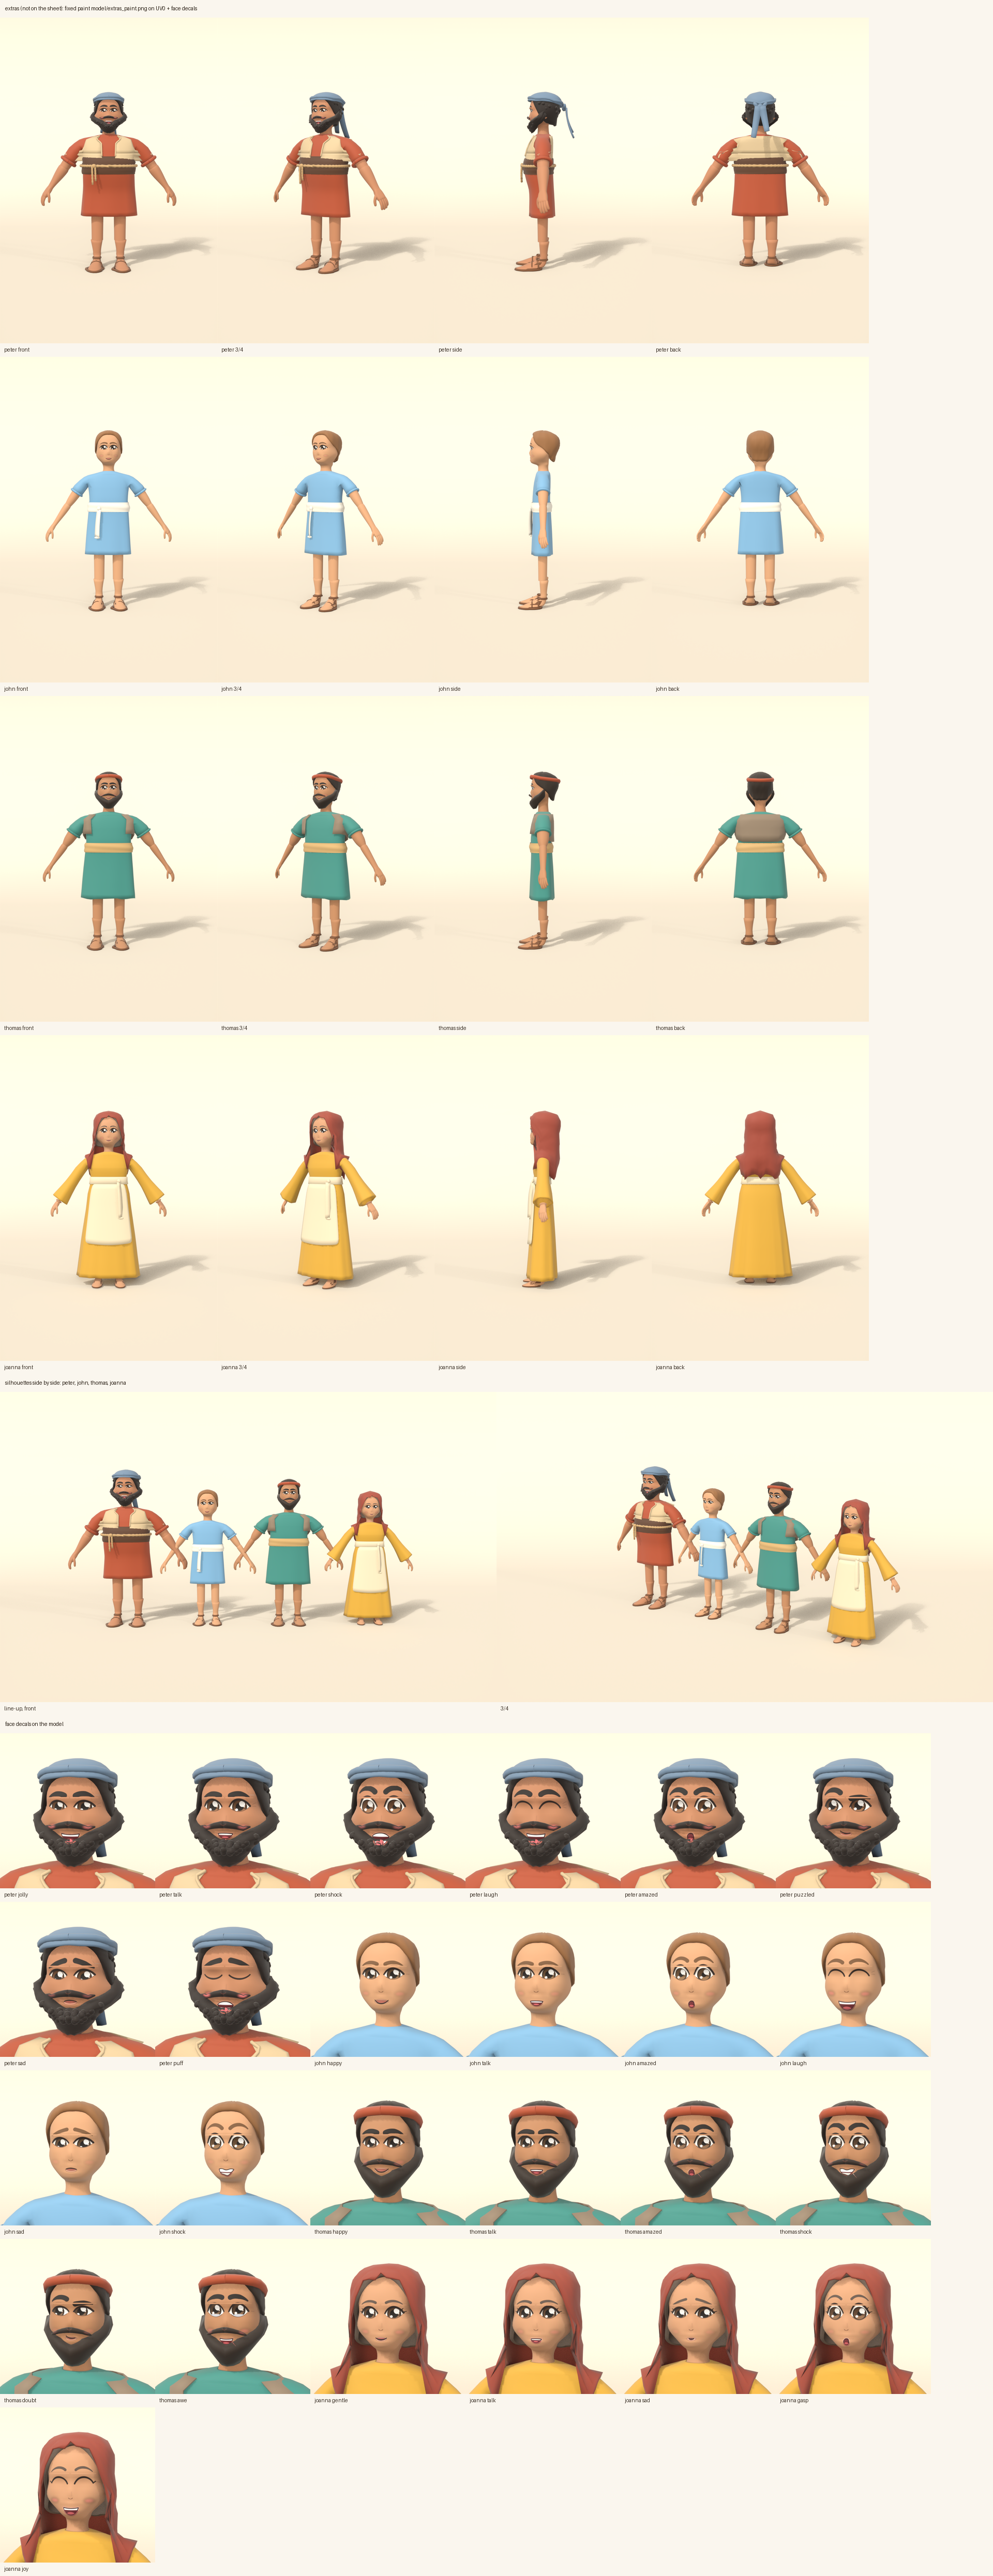 extras (not on the sheet): fixed paint model/extras_paint.png on UV0 + face decals
peter front
peter 3/4
peter side
peter back
john front
john 3/4
john side
john back
thomas front
thomas 3/4
thomas side
thomas back
joanna front
joanna 3/4
joanna side
joanna back
silhouettes side by side: peter, john, thomas, joanna
line-up, front
3/4
face decals on the model
peter jolly
peter talk
peter shock
peter laugh
peter amazed
peter puzzled
peter sad
peter puff
john happy
john talk
john amazed
john laugh
john sad
john shock
thomas happy
thomas talk
thomas amazed
thomas shock
thomas doubt
thomas awe
joanna gentle
joanna talk
joanna sad
joanna gasp
joanna joy